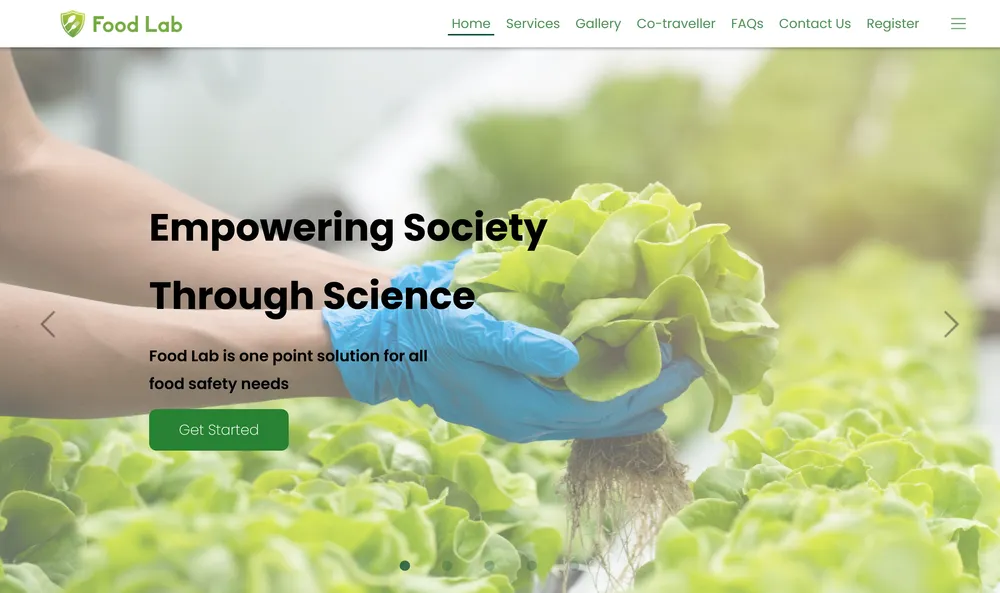 Food Lab
Home Services Gallery Co-traveller FAQs Contact Us Register
Empowering Society
Through Science
Food Lab is one point solution for all
food safety needs
Get Started